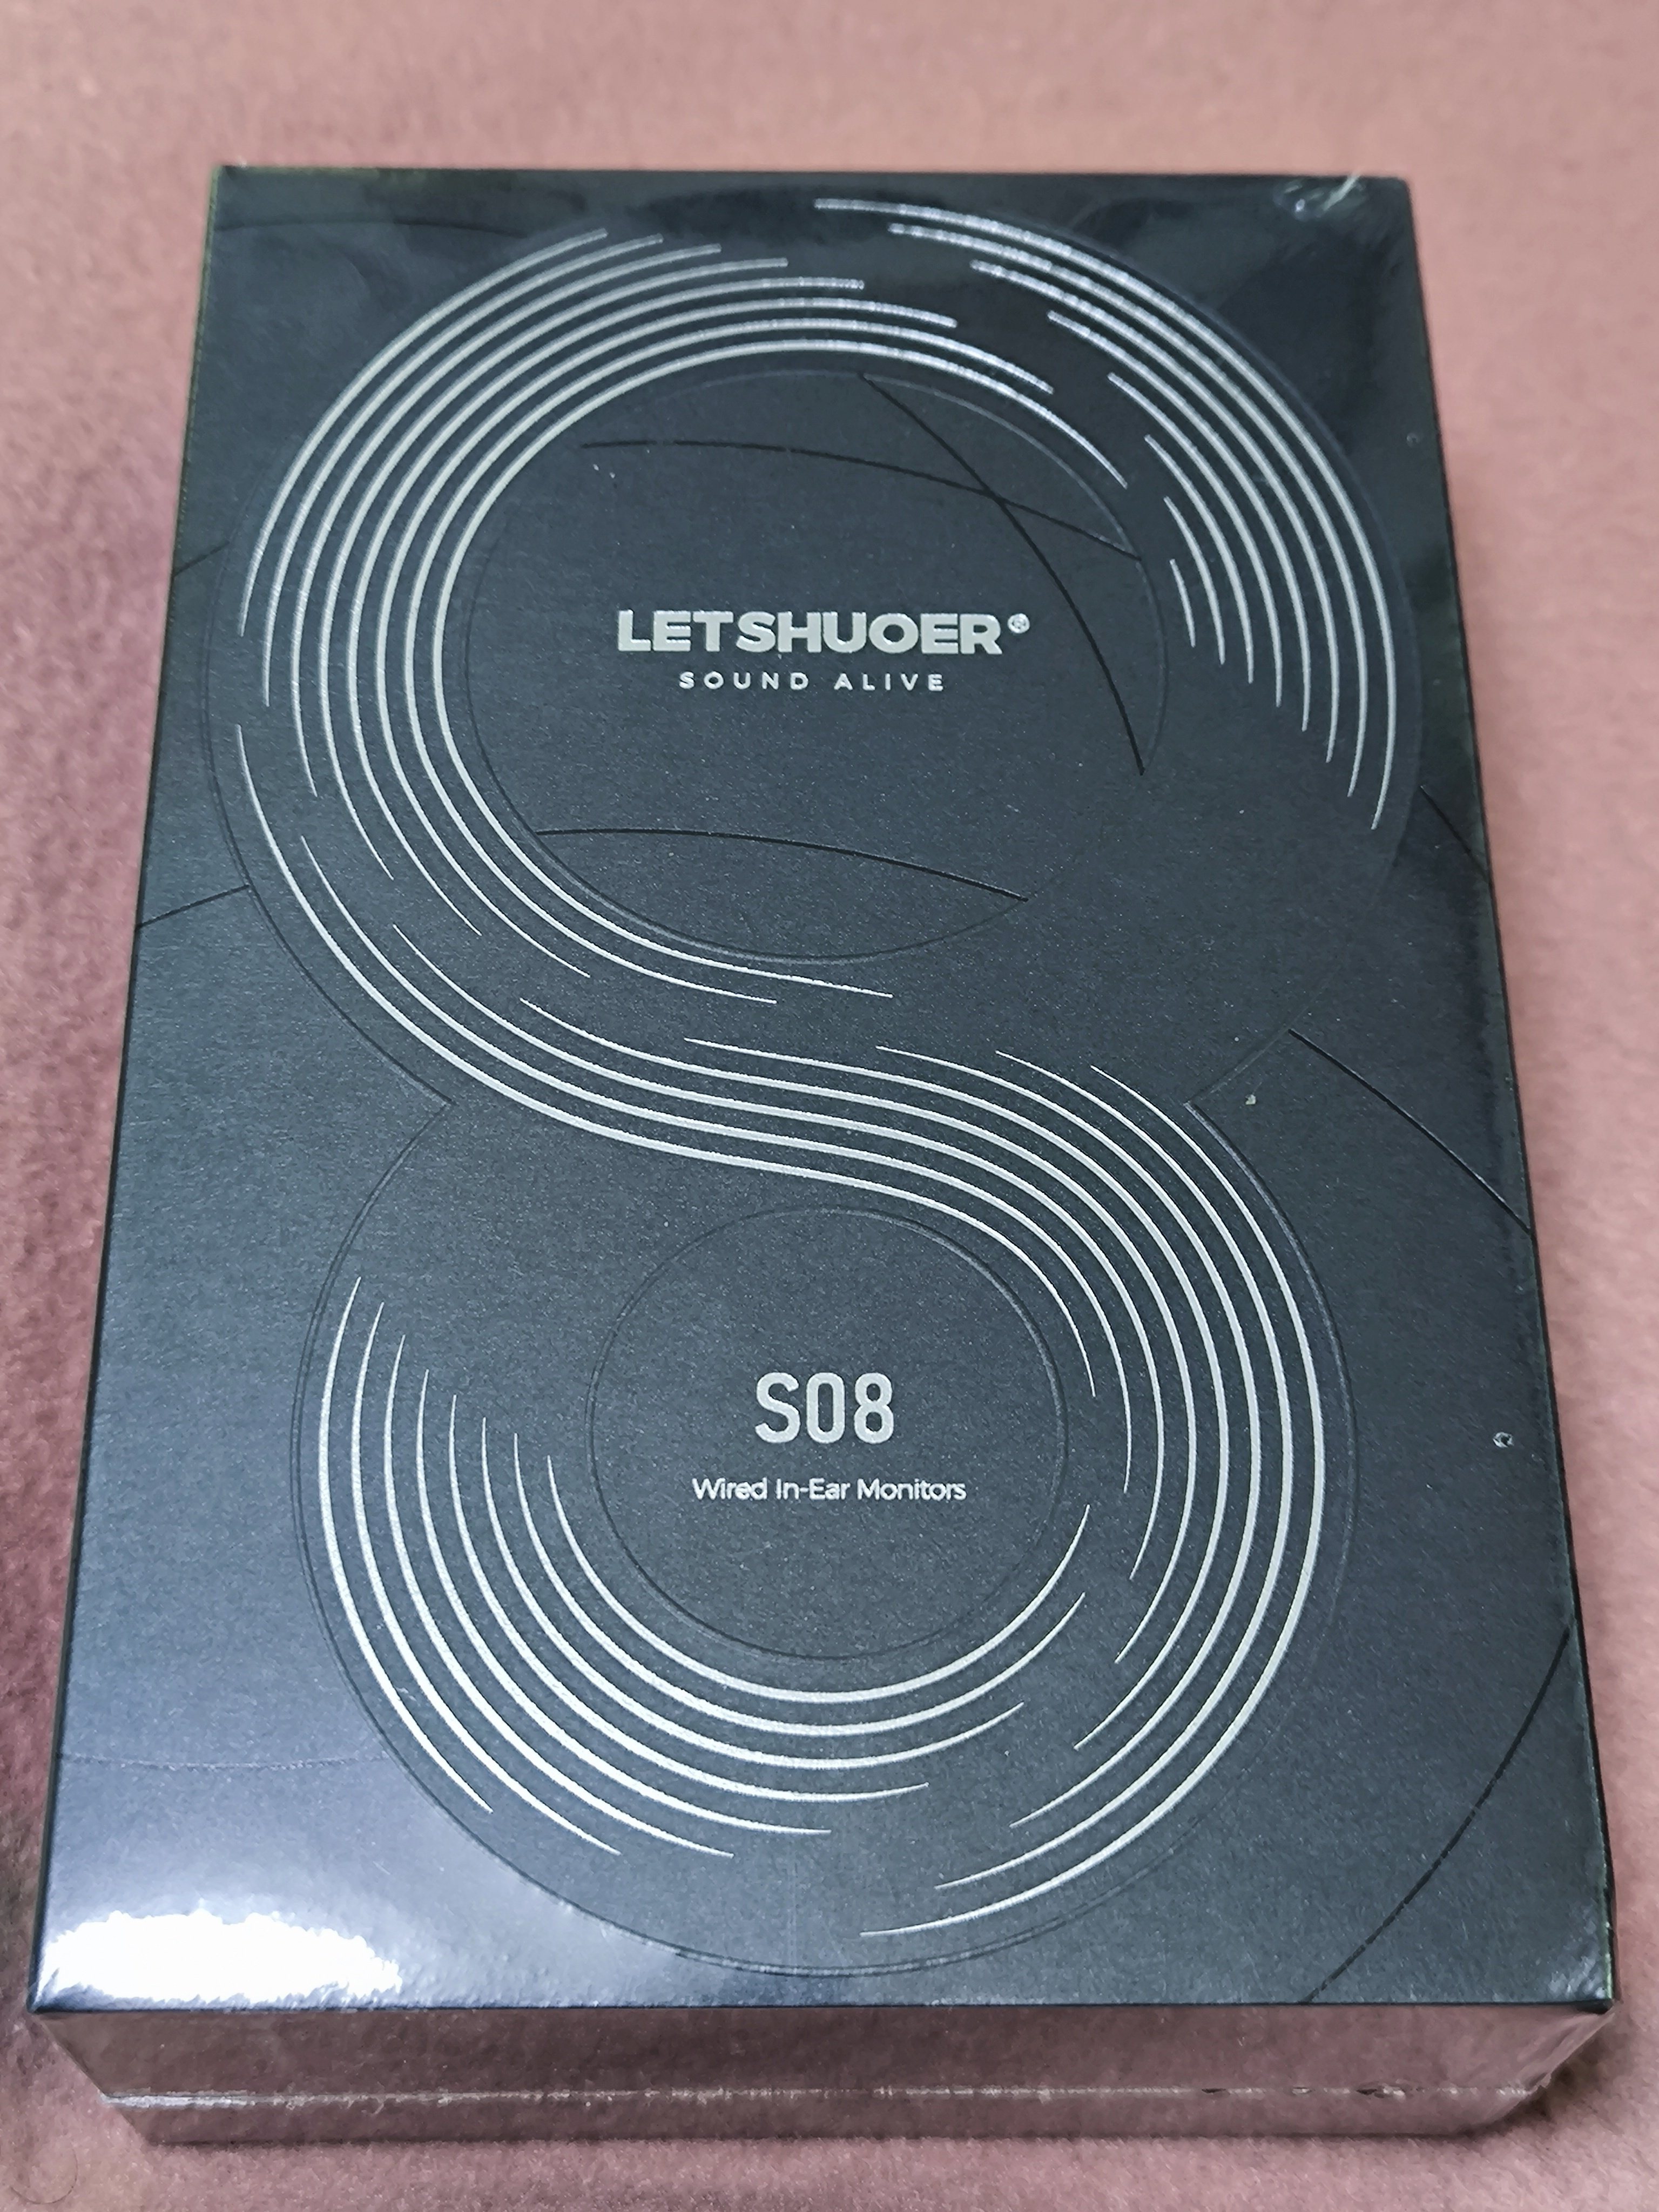 LETSHUOER®
SOUND ALIVE
S08
Wired In-Ear Monitors